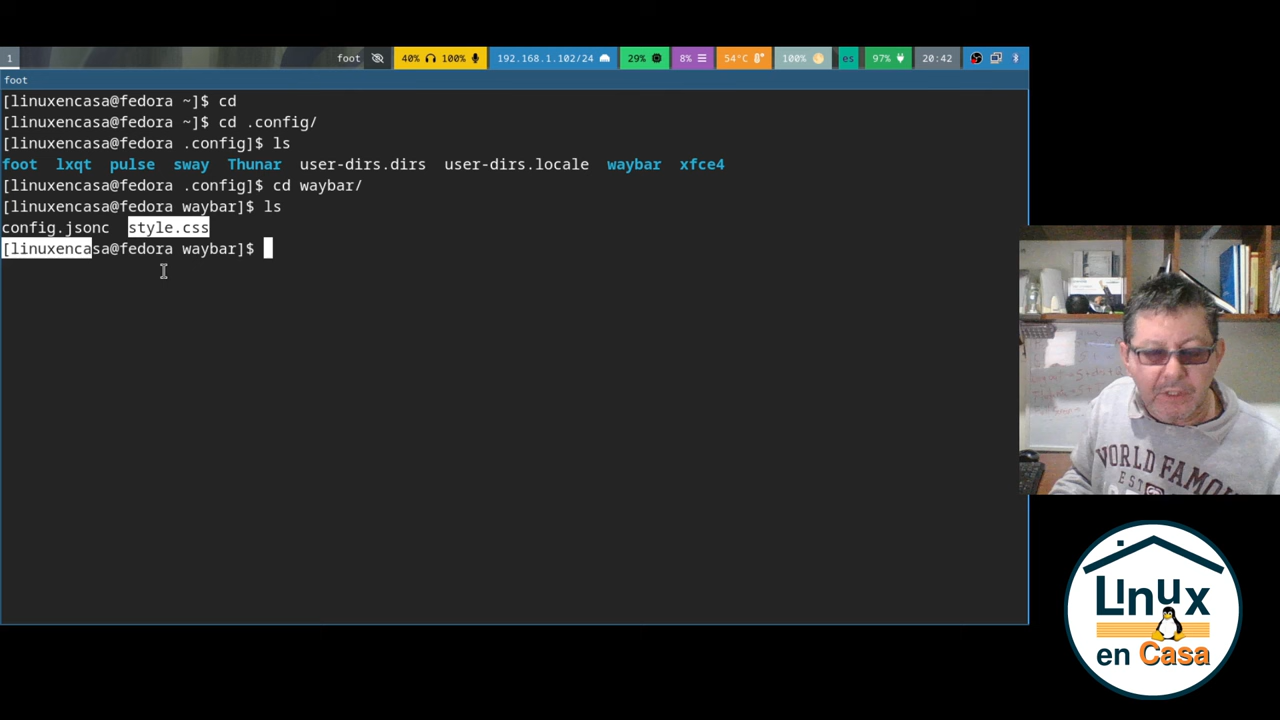 1 foot 40% 100% 192.168.1.102/24 29% 8% 54°C 100% es 97% 20:42
foot
[linuxencasa@fedora ~]$ cd
[linuxencasa@fedora ~]$ cd .config/
[linuxencasa@fedora .config]$ ls
foot lxqt pulse sway Thunar user-dirs.dirs user-dirs.locale waybar xfce4
[linuxencasa@fedora .config]$ cd waybar/
[linuxencasa@fedora waybar]$ ls
config.jsonc style.css
[linuxencasa@fedora waybar]$
WORLD FAMOU
EST
Linux
en Casa